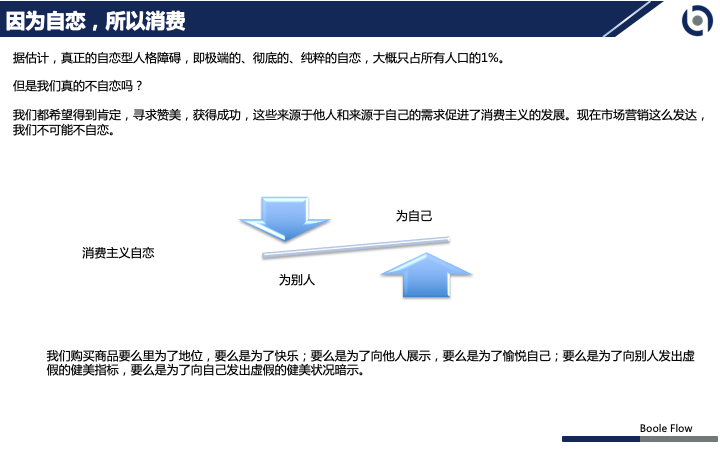 因为自恋，所以消费
据估计，真正的自恋型人格障碍，即极端的、彻底的、纯粹的自恋，大概只占所有人口的1%。
但是我们真的不自恋吗？
我们都希望得到肯定，寻求赞美，获得成功，这些来源于他人和来源于自己的需求促进了消费主义的发展。现在市场营销这么发达，
我们不可能不自恋。
为自己
消费主义自恋
为别人
我们购买商品要么里为了地位，要么是为了快乐；要么是为了向他人展示，要么是为了愉悦自己；要么是为了向别人发出虚
假的健美指标，要么是为了向自己发出虚假的健美状况暗示。
Boole Flow